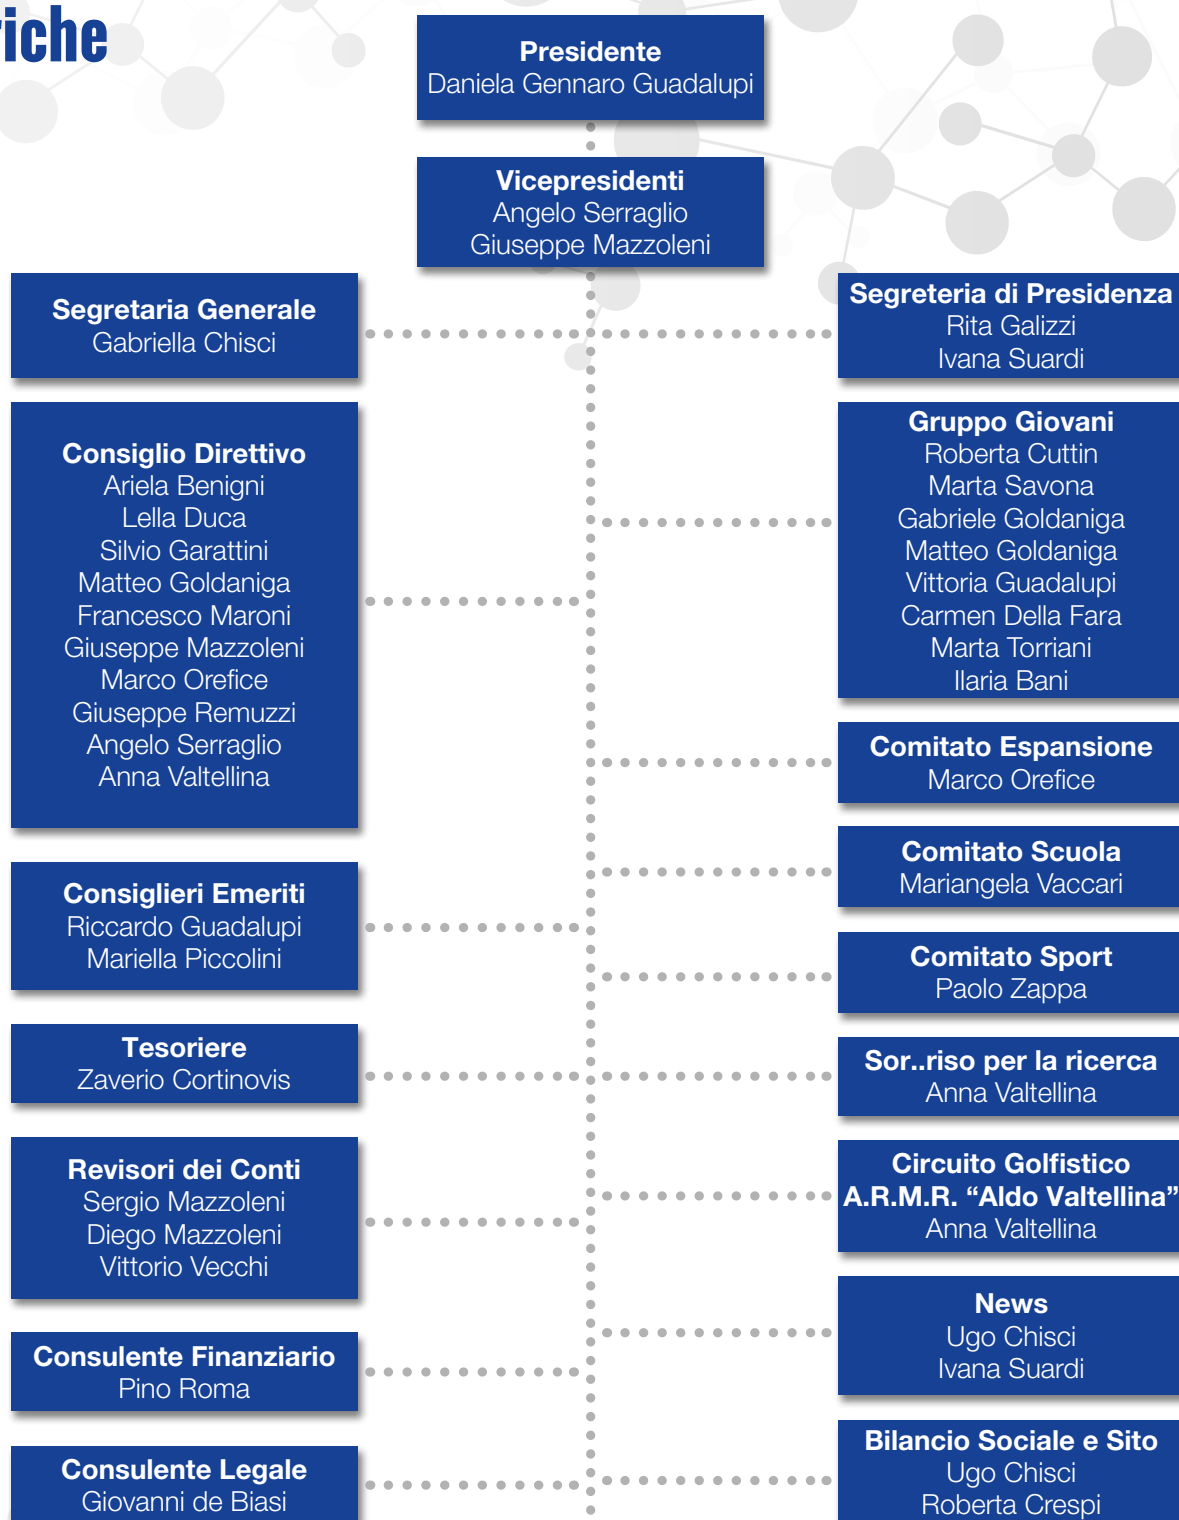 riche
Presidente
Daniela Gennaro Guadalupi
Vicepresidenti
Angelo Serraglio
Giuseppe Mazzoleni
Segretaria Generale
Gabriella Chisci
Consiglio Direttivo
Ariela Benigni
Lella Duca
Silvio Garattini
Matteo Goldaniga
Francesco Maroni
Giuseppe Mazzoleni
Marco Orefice
Giuseppe Remuzzi
Angelo Serraglio
Anna Valtellina
Consiglieri Emeriti
Riccardo Guadalupi
Mariella Piccolini
Tesoriere
Zaverio Cortinovis
Revisori dei Conti
Sergio Mazzoleni
Diego Mazzoleni
Vittorio Vecchi
Consulente Finanziario
Pino Roma
Consulente Legale
Giovanni de Biasi
Segreteria di Presidenza
Rita Galizzi
Ivana Suardi
Gruppo Giovani
Roberta Cuttin
Marta Savona
Gabriele Goldaniga
Matteo Goldaniga
Vittoria Guadalupi
Carmen Della Fara
Marta Torriani
Ilaria Bani
Comitato Espansione
Marco Orefice
Comitato Scuola
Mariangela Vaccari
Comitato Sport
Paolo Zappa
Sor..riso per la ricerca
Anna Valtellina
Circuito Golfistico
A.R.M.R. “Aldo Valtellina”
Anna Valtellina
News
Ugo Chisci
Ivana Suardi
Bilancio Sociale e Sito
Ugo Chisci
Roberta Crespi